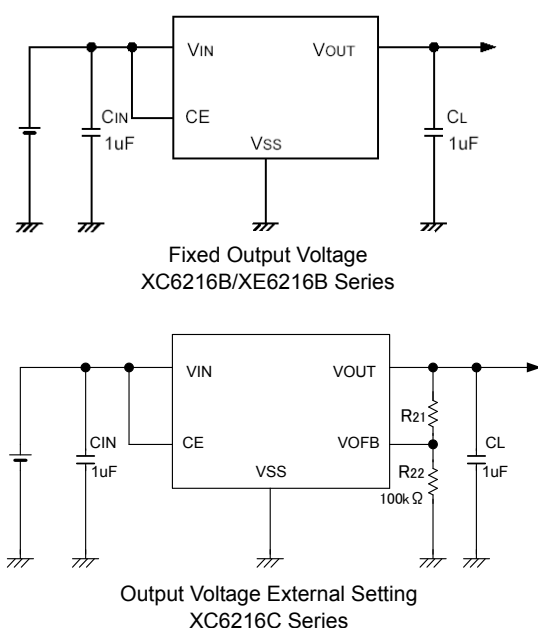 VIN VOUT
CIN
1uF
CE
VSS
CL
1uF
Fixed Output Voltage
XC6216B/XE6216B Series
VIN VOUT
R21
CIN
1uF
CE VOFB
CL
1uF
VSS
R22
100kΩ
Output Voltage External Setting
XC6216C Series